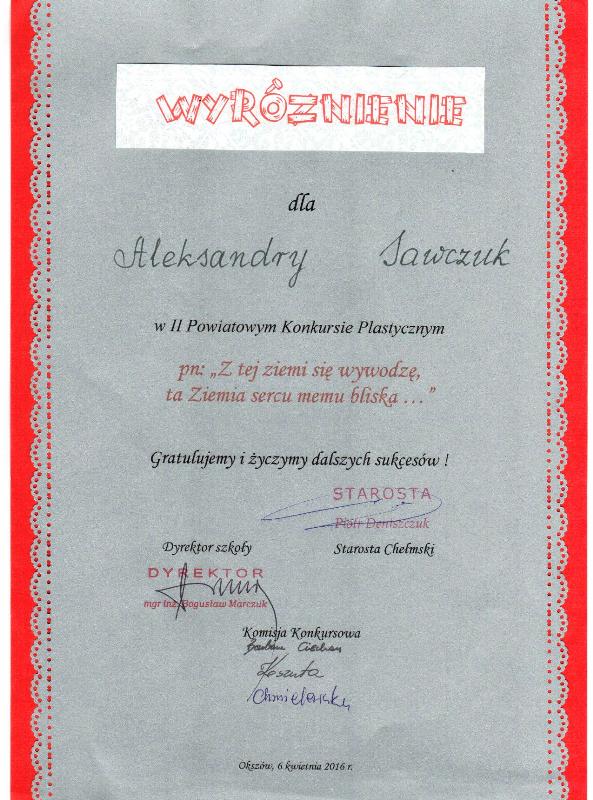 WYRÓŻNIENIE
dla
Aleksandry Sawczuk
w II Powiatowym Konkursie Plastycznym
pn: „Z tej ziemi się wywodzę,
ta Ziemia sercu memu bliska …”
Gratulujemy i życzymy dalszych sukcesów !
STAROSTA
Piotr Deniszczuk
Dyrektor szkoły Starosta Chełmski
DYREKTOR
mgr inż. Bogusław Marczuk
Komisja Konkursowa
Okszów, 6 kwietnia 2016 r.